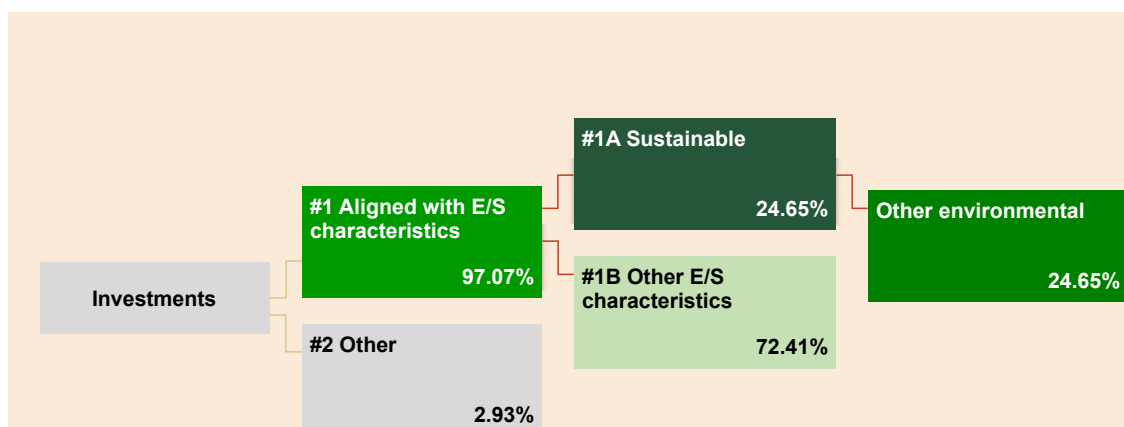 Investments
#1 Aligned with E/S
characteristics
97.07%
#2 Other
2.93%
#1A Sustainable
24.65%
#1B Other E/S
characteristics
72.41%
Other environmental
24.65%